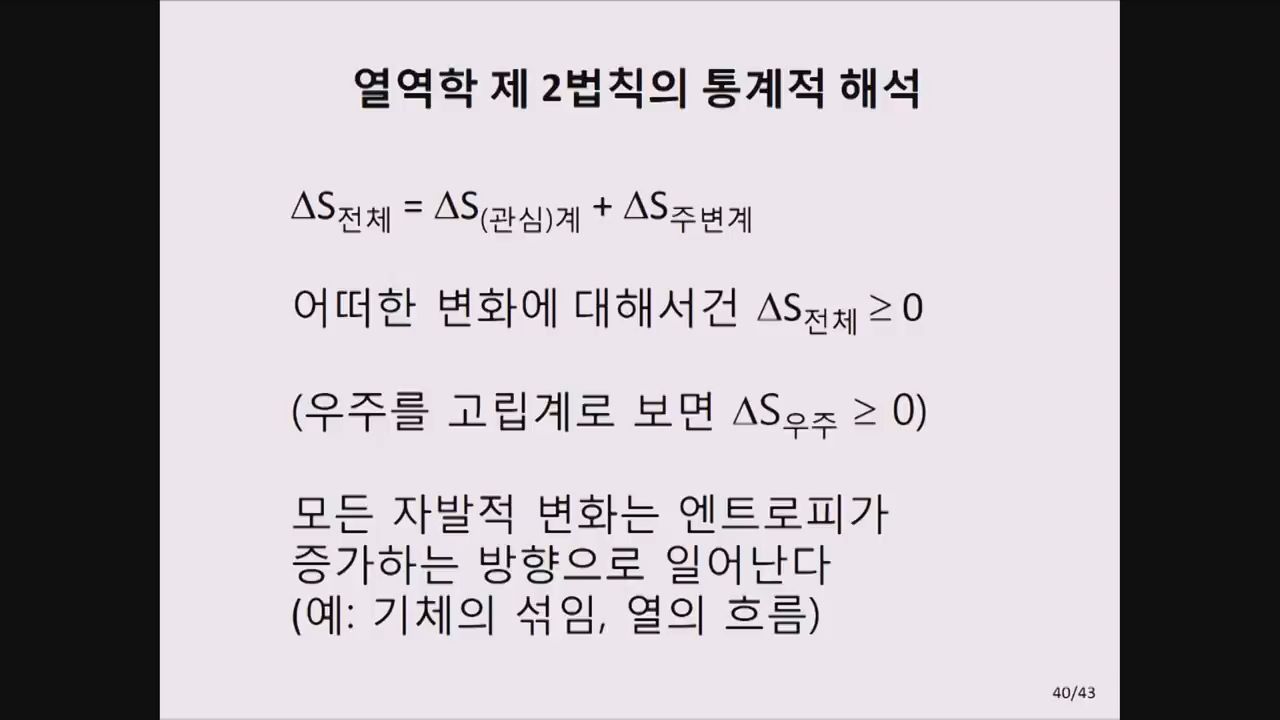 열역학 제 2법칙의 통계적 해석
ΔS전체 = ΔS(관심)계 + ΔS주변계
어떠한 변화에 대해서건 ΔS전체 ≥ 0
(우주를 고립계로 보면 ΔS우주 ≥ 0)
모든 자발적 변화는 엔트로피가
증가하는 방향으로 일어난다
(예: 기체의 섞임, 열의 흐름)
40/43